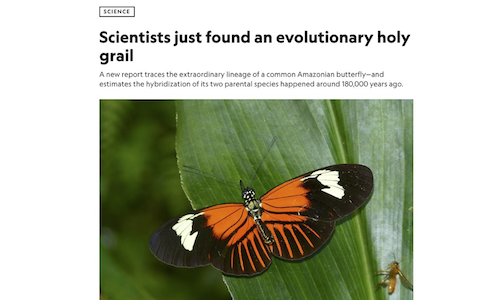 SCIENCE
Scientists just found an evolutionary holy
grail
A new report traces the extraordinary lineage of a common Amazonian butterfly—and
estimates the hybridization of its two parental species happened around 180,000 years ago.